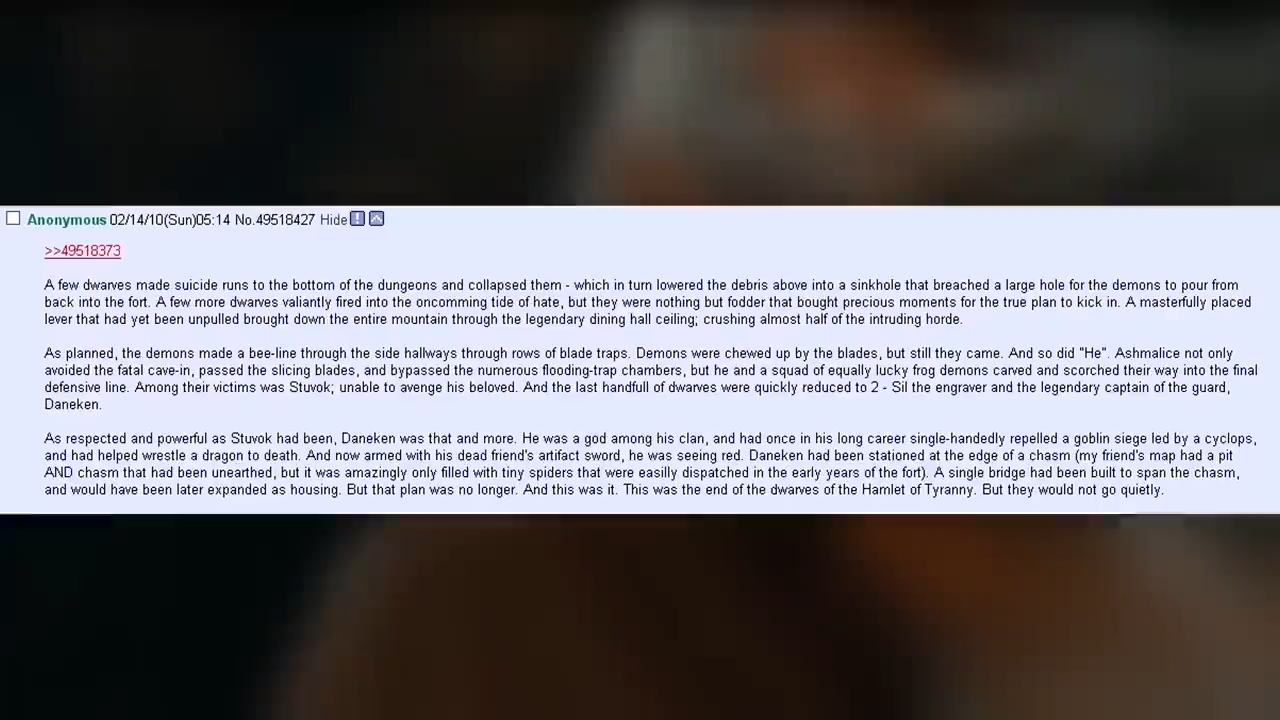 Anonymous 02/14/10(Sun)05:14 No.49518427 Hide
>>49518373
A few dwarves made suicide runs to the bottom of the dungeons and collapsed them - which in turn lowered the debris above into a sinkhole that breached a large hole for the demons to pour from
back into the fort. A few more dwarves valiantly fired into the oncomming tide of hate, but they were nothing but fodder that bought precious moments for the true plan to kick in. A masterfully placed
lever that had yet been unpulled brought down the entire mountain through the legendary dining hall ceiling; crushing almost half of the intruding horde.
As planned, the demons made a bee-line through the side hallways through rows of blade traps. Demons were chewed up by the blades, but still they came. And so did "He". Ashmalice not only
avoided the fatal cave-in, passed the slicing blades, and bypassed the numerous flooding-trap chambers, but he and a squad of equally lucky frog demons carved and scorched their way into the final
defensive line. Among their victims was Stuvok; unable to avenge his beloved. And the last handfull of dwarves were quickly reduced to 2 - Sil the engraver and the legendary captain of the guard,
Daneken.
As respected and powerful as Stuvok had been, Daneken was that and more. He was a god among his clan, and had once in his long career single-handedly repelled a goblin siege led by a cyclops,
and had helped wrestle a dragon to death. And now armed with his dead friend's artifact sword, he was seeing red. Daneken had been stationed at the edge of a chasm (my friend's map had a pit
AND chasm that had been unearthed, but it was amazingly only filled with tiny spiders that were easilly dispatched in the early years of the fort). A single bridge had been built to span the chasm,
and would have been later expanded as housing. But that plan was no longer. And this was it. This was the end of the dwarves of the Hamlet of Tyranny. But they would not go quietly.